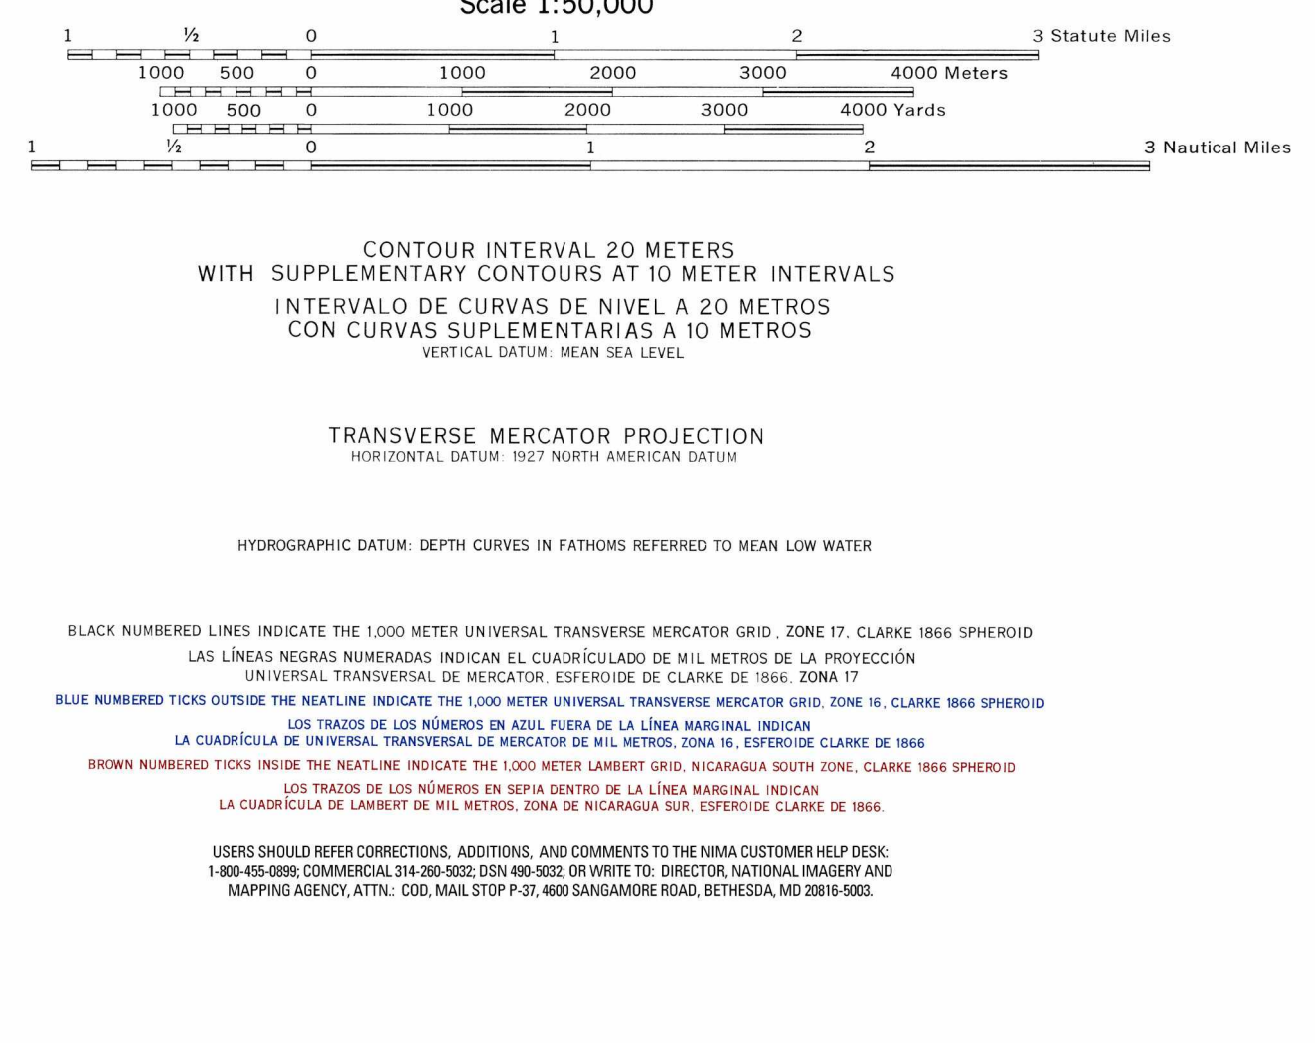 Scale 1:50,000
1 ½ 0 1 2 3 Statute Miles
1000 500 0 1000 2000 3000 4000 Meters
1000 500 0 1000 2000 3000 4000 Yards
1 ½ 0 1 2 3 Nautical Miles
CONTOUR INTERVAL 20 METERS
WITH SUPPLEMENTARY CONTOURS AT 10 METER INTERVALS
INTERVALO DE CURVAS DE NIVEL A 20 METROS
CON CURVAS SUPLEMENTARIAS A 10 METROS
VERTICAL DATUM: MEAN SEA LEVEL
TRANSVERSE MERCATOR PROJECTION
HORIZONTAL DATUM: 1927 NORTH AMERICAN DATUM
HYDROGRAPHIC DATUM: DEPTH CURVES IN FATHOMS REFERRED TO MEAN LOW WATER
BLACK NUMBERED LINES INDICATE THE 1,000 METER UNIVERSAL TRANSVERSE MERCATOR GRID, ZONE 17, CLARKE 1866 SPHEROID
LAS LÍNEAS NEGRAS NUMERADAS INDICAN EL CUADRÍCULADO DE MIL METROS DE LA PROYECCIÓN
UNIVERSAL TRANSVERSAL DE MERCATOR, ESFEROIDE DE CLARKE DE 1866, ZONA 17
BLUE NUMBERED TICKS OUTSIDE THE NEATLINE INDICATE THE 1,000 METER UNIVERSAL TRANSVERSE MERCATOR GRID, ZONE 16, CLARKE 1866 SPHEROID
LOS TRAZOS DE LOS NÚMEROS EN AZUL FUERA DE LA LÍNEA MARGINAL INDICAN
LA CUADRÍCULA DE UNIVERSAL TRANSVERSAL DE MERCATOR DE MIL METROS, ZONA 16, ESFEROIDE CLARKE DE 1866
BROWN NUMBERED TICKS INSIDE THE NEATLINE INDICATE THE 1,000 METER LAMBERT GRID, NICARAGUA SOUTH ZONE, CLARKE 1866 SPHEROID
LOS TRAZOS DE LOS NÚMEROS EN SEPIA DENTRO DE LA LÍNEA MARGINAL INDICAN
LA CUADRÍCULA DE LAMBERT DE MIL METROS, ZONA DE NICARAGUA SUR, ESFEROIDE CLARKE DE 1866.
USERS SHOULD REFER CORRECTIONS, ADDITIONS, AND COMMENTS TO THE NIMA CUSTOMER HELP DESK:
1-800-455-0899; COMMERCIAL 314-260-5032; DSN 490-5032, OR WRITE TO: DIRECTOR, NATIONAL IMAGERY AND
MAPPING AGENCY, ATTN.: COD, MAIL STOP P-37, 4600 SANGAMORE ROAD, BETHESDA, MD 20816-5003.